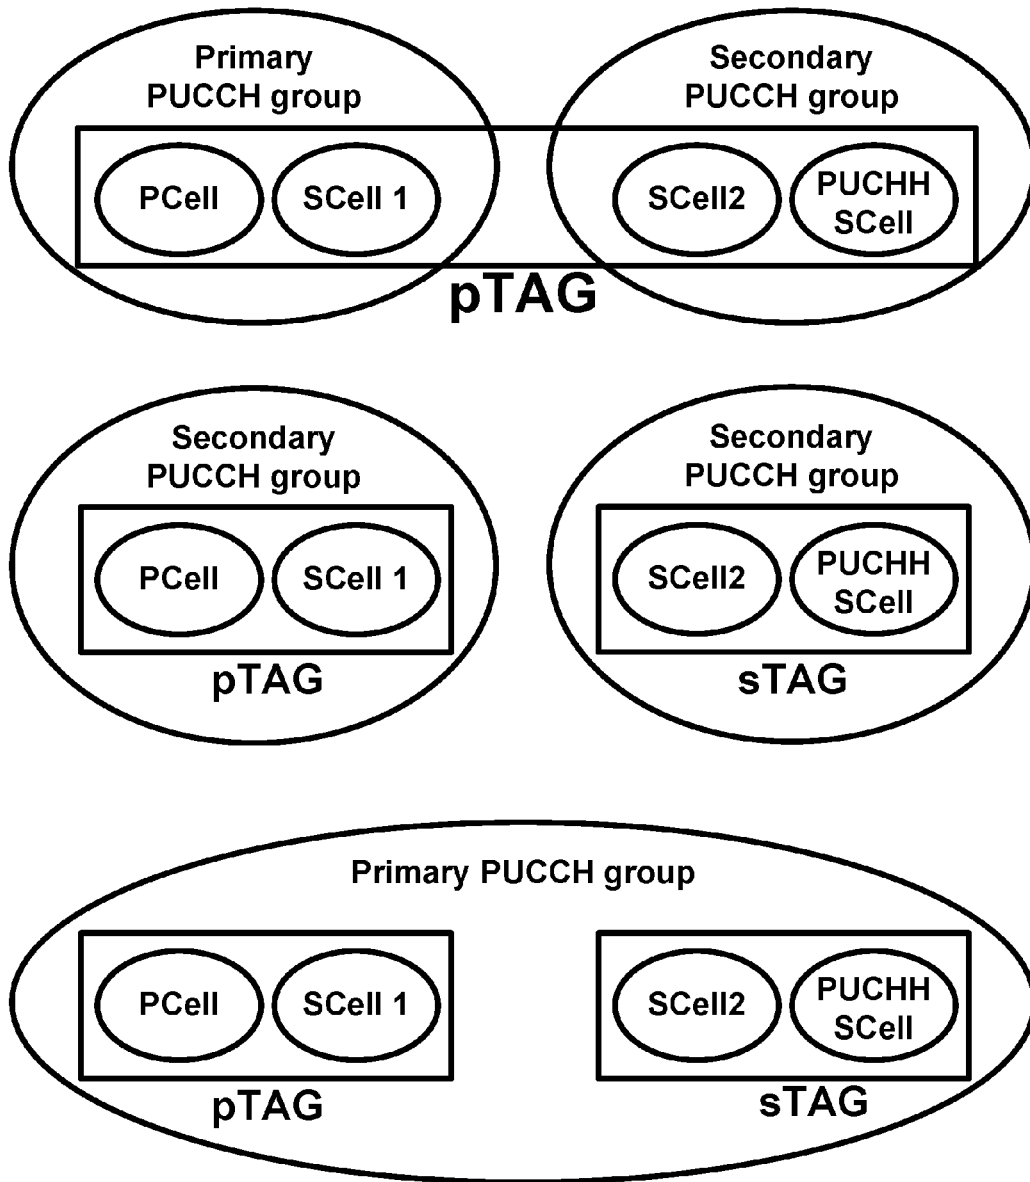 Primary
PUCCH group
Secondary
PUCCH group
PCell
SCell 1
SCell2
PUCHH
SCell
pTAG
Secondary
PUCCH group
Secondary
PUCCH group
PCell
SCell 1
SCell2
PUCHH
SCell
pTAG
sTAG
Primary PUCCH group
PCell
SCell 1
SCell2
PUCHH
SCell
pTAG
sTAG